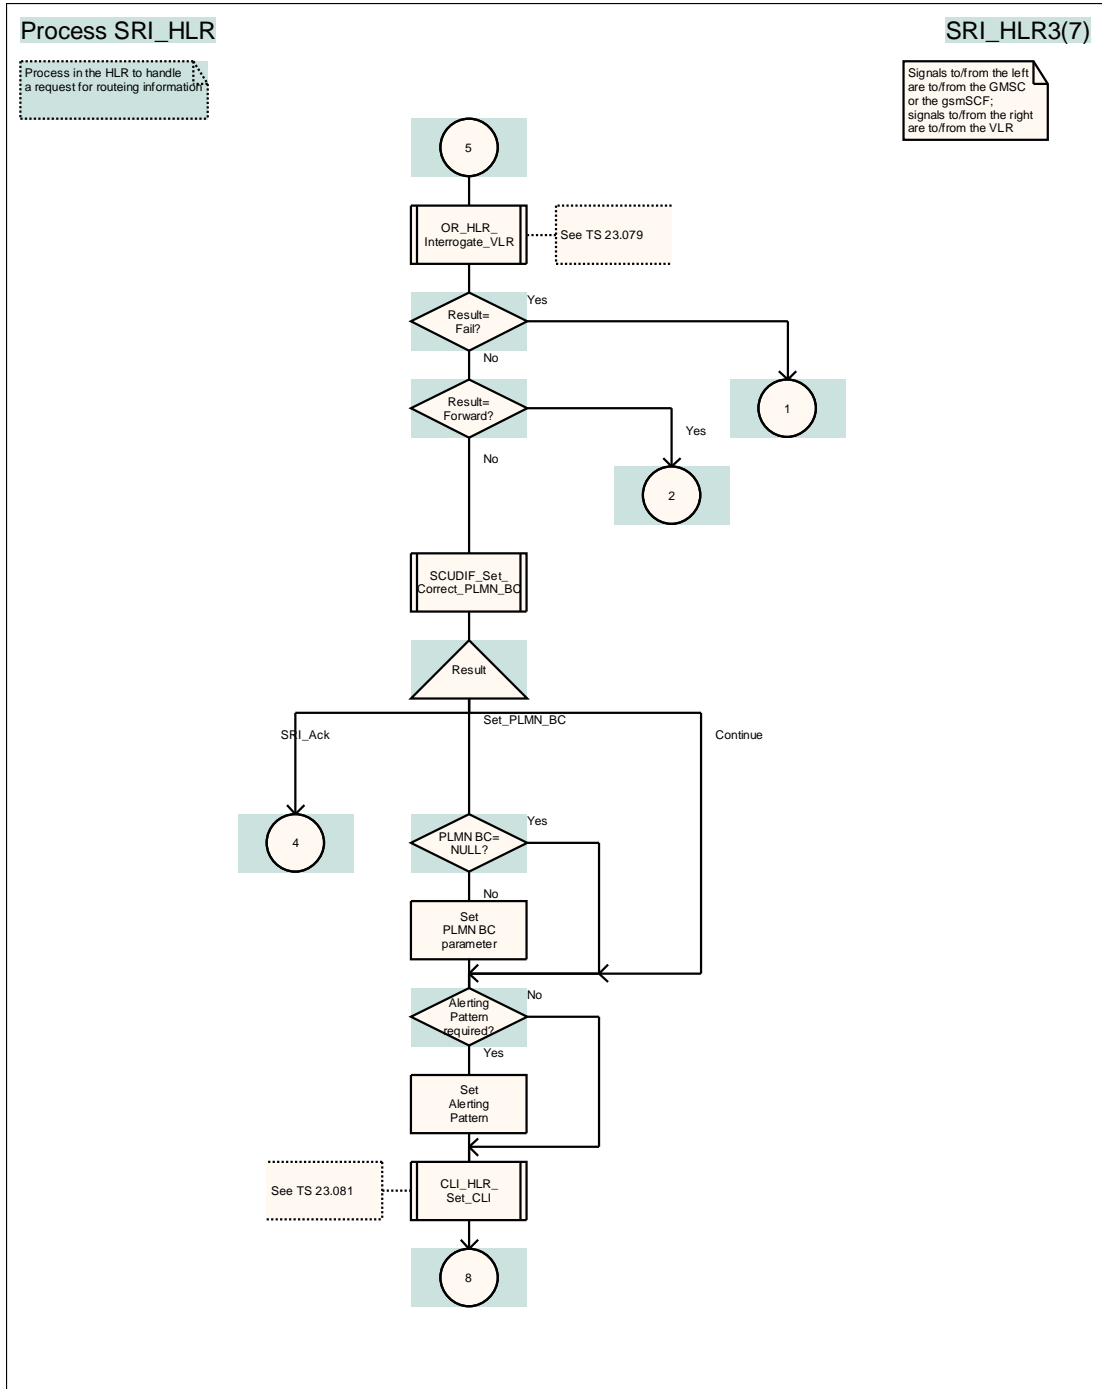 Process SRI_HLR
SRI_HLR3(7)
Process in the HLR to handle
a request for routeing information
Signals to/from the left
are to/from the GMSC
or the gsmSCF;
signals to/from the right
are to/from the VLR
5
OR_HLR_
Interrogate_VLR
See TS 23.079
Yes
Result=
Fail?
No
1
Result=
Forward?
Yes
No
2
SCUDIF_Set_
Correct_PLMN_BC
Result
Set_PLMN_BC
SRI_Ack
Continue
Yes
4
PLMN BC=
NULL?
No
Set
PLMN BC
parameter
No
Alerting
Pattern
required?
Yes
Set
Alerting
Pattern
See TS 23.081
CLI_HLR_
Set_CLI
8